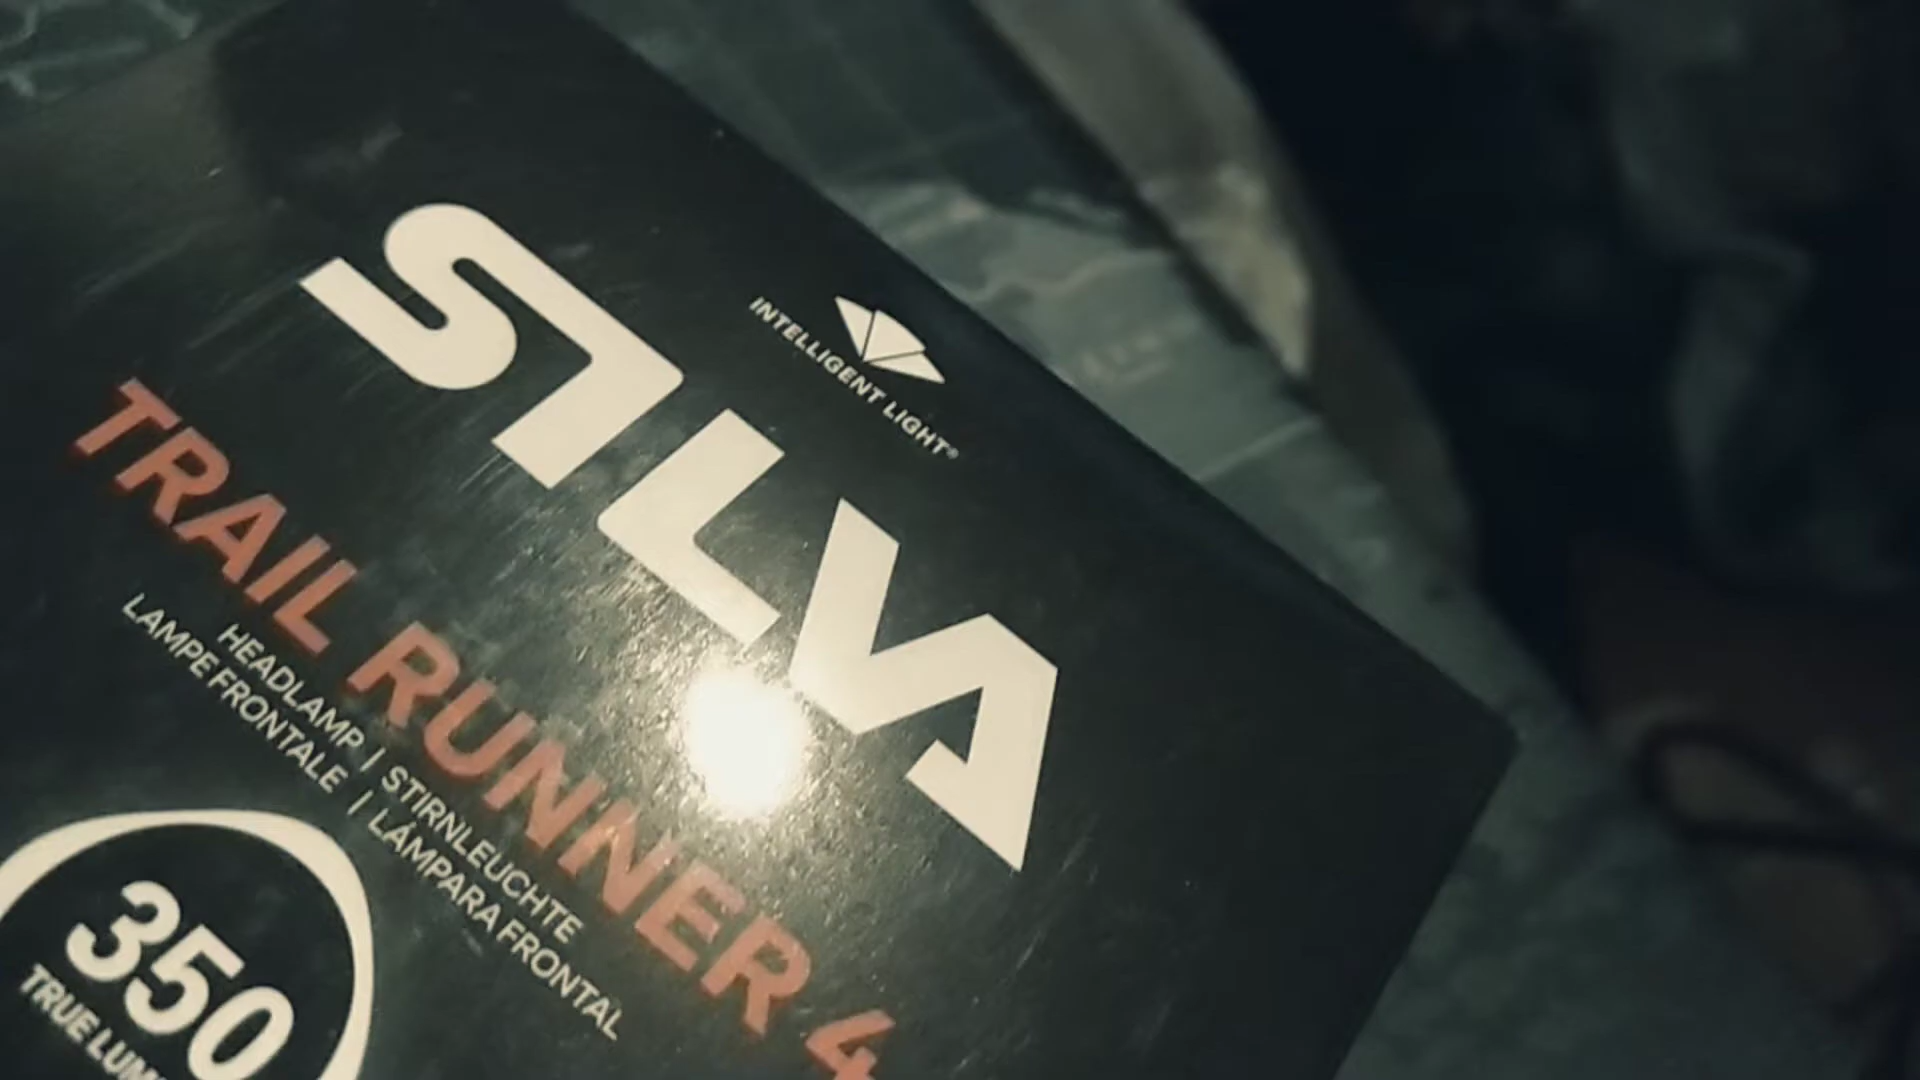 INTELLIGENT LIGHT®
SILVA
TRAIL RUNNER 4
HEADLAMP | STIRNLEUCHTE
LAMPE FRONTALE | LÁMPARA FRONTAL
350
TRUE